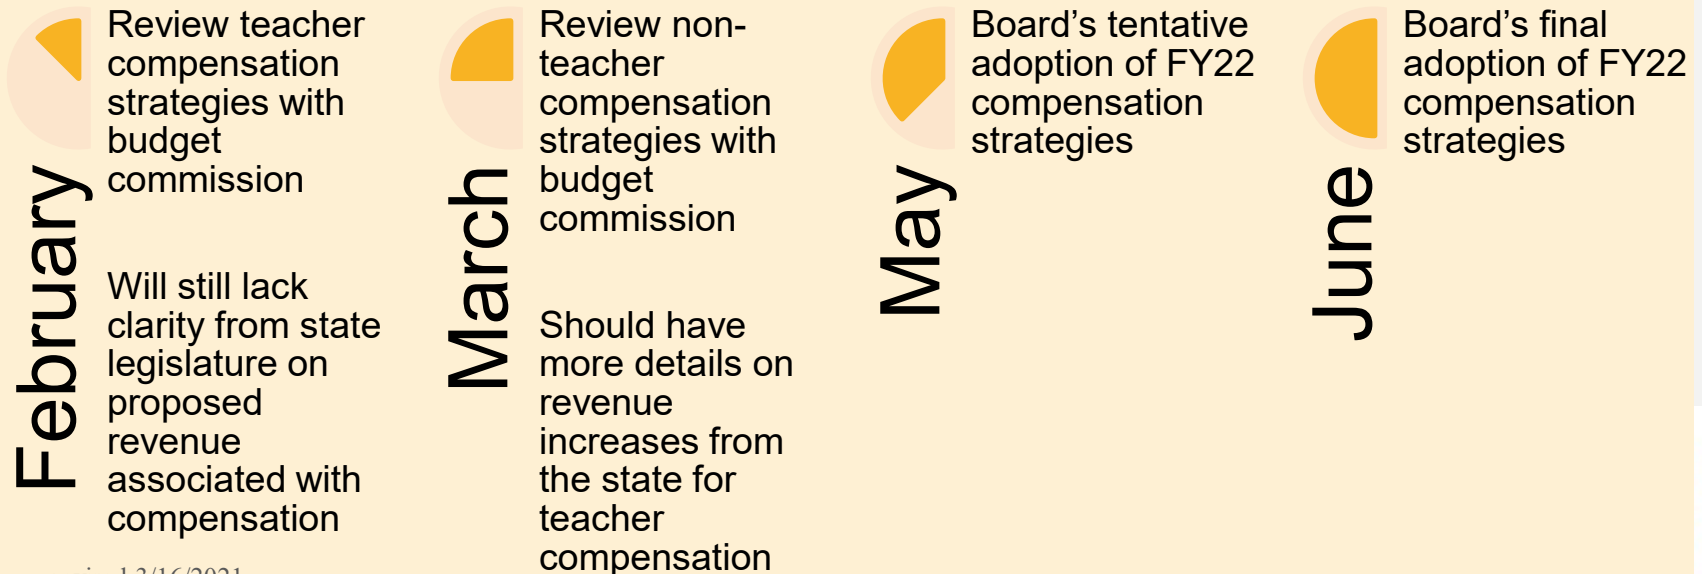 February
Review teacher
compensation
strategies with
budget
commission
Will still lack
clarity from state
legislature on
proposed
revenue
associated with
compensation
March
Review non-
teacher
compensation
strategies with
budget
commission
Should have
more details on
revenue
increases from
the state for
teacher
compensation
May
Board’s tentative
adoption of FY22
compensation
strategies
June
Board’s final
adoption of FY22
compensation
strategies
3/16/2021